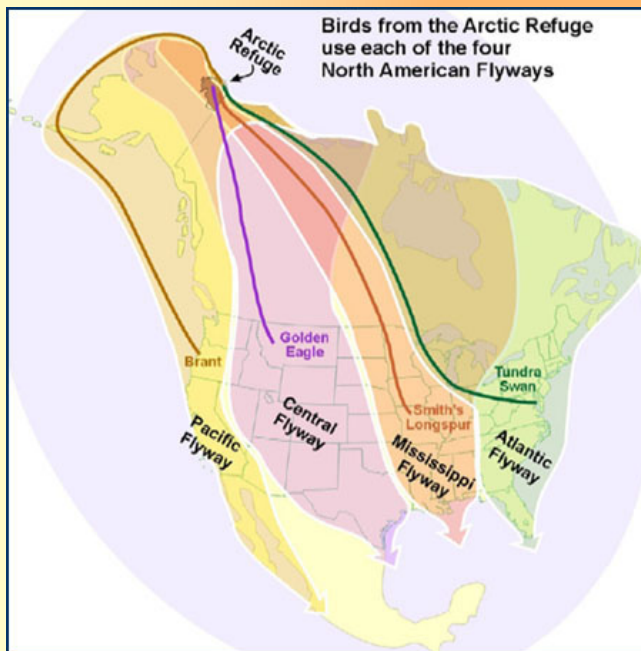 Birds from the Arctic Refuge
use each of the four
North American Flyways
Arctic
Refuge
Golden
Eagle
Brant
Tundra
Swan
Smith's
Longspur
Pacific
Flyway
Central
Flyway
Mississippi
Flyway
Atlantic
Flyway